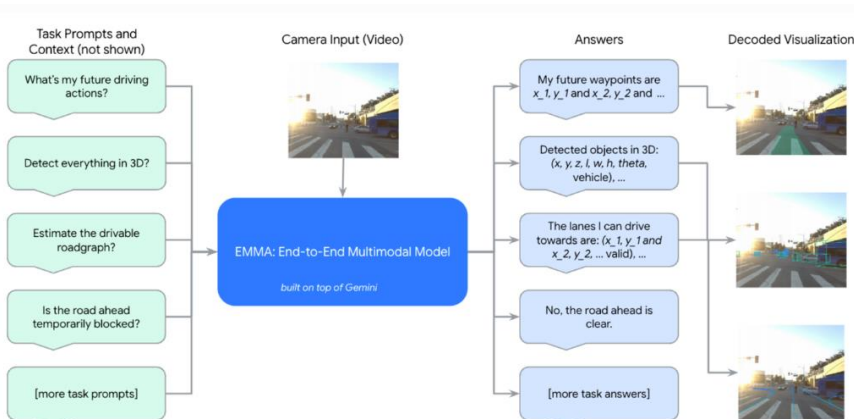 Task Prompts and
Context (not shown)
Camera Input (Video)
Answers
Decoded Visualization
What's my future driving
actions?
Detect everything in 3D?
Estimate the drivable
roadgraph?
Is the road ahead
temporarily blocked?
[more task prompts]
EMMA: End-to-End Multimodal Model
built on top of Gemini
My future waypoints are
x_1, y_1 and x_2, y_2 and ...
Detected objects in 3D:
(x, y, z, l, w, h, theta,
vehicle), ...
The lanes I can drive
towards are: (x_1, y_1 and
x_2, y_2, ... valid), ...
No, the road ahead is
clear.
[more task answers]